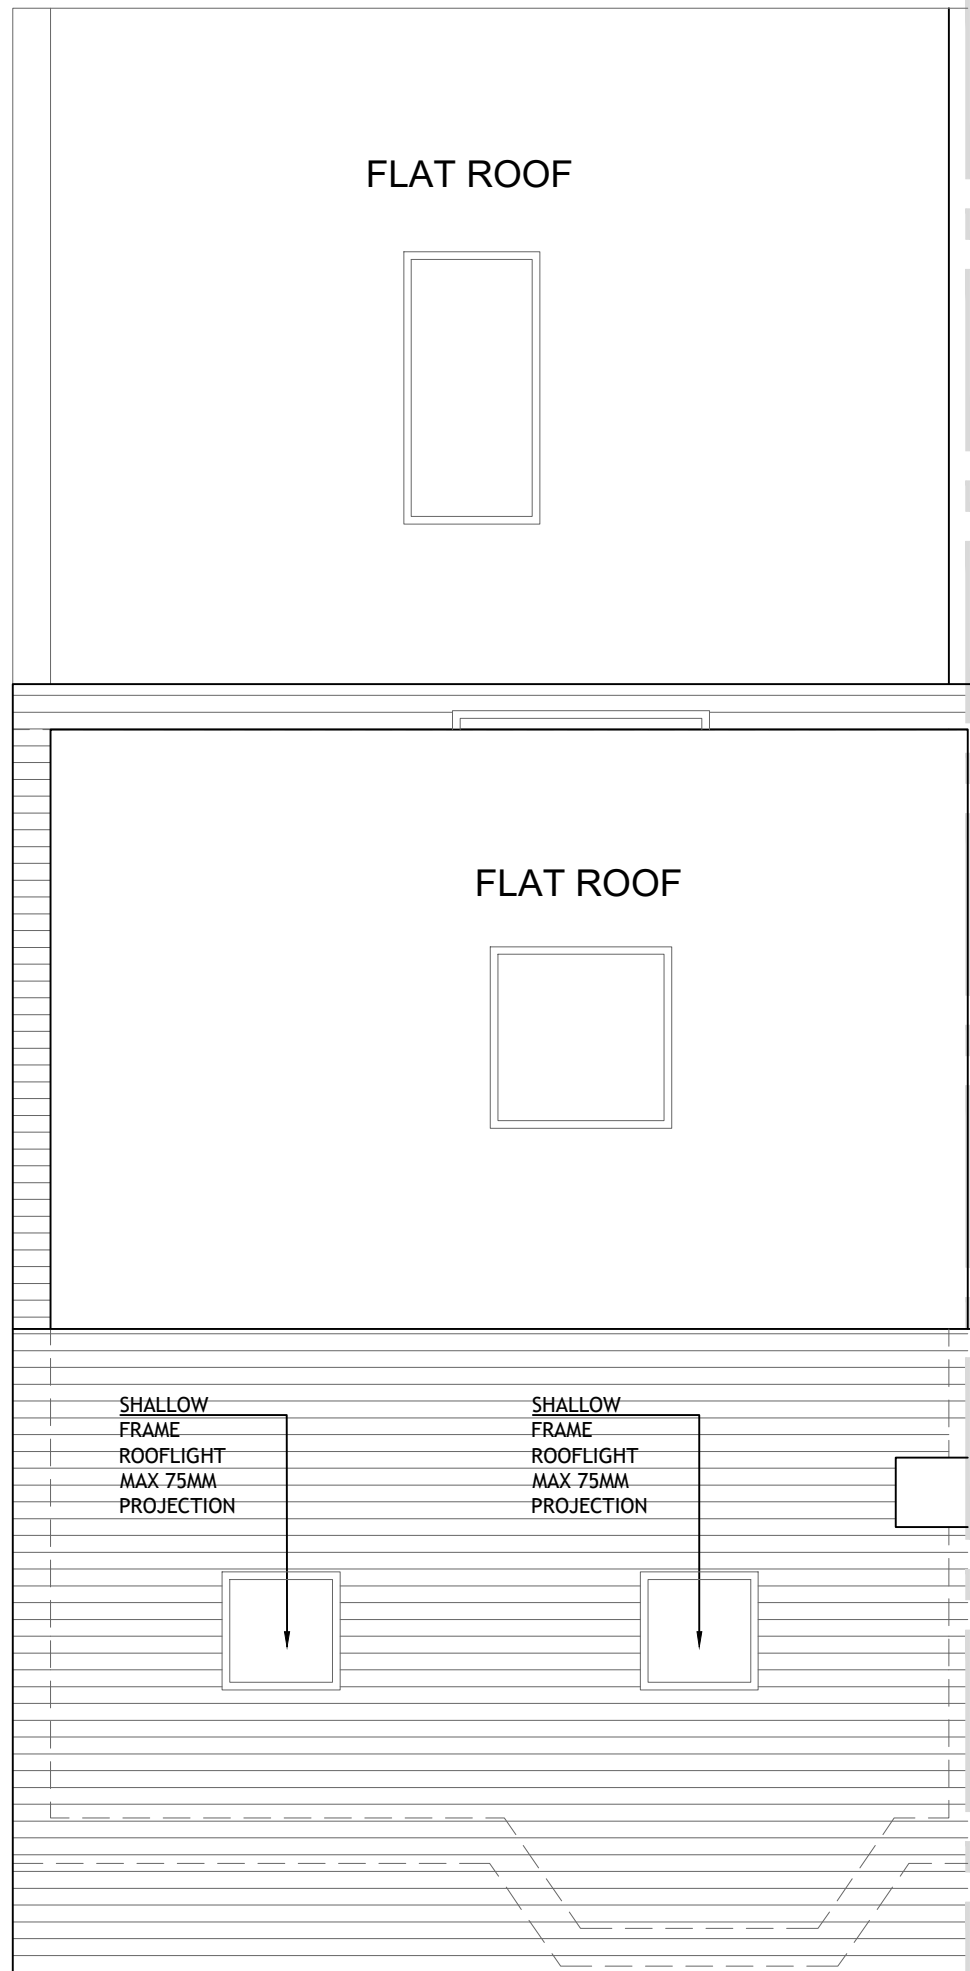 FLAT ROOF
FLAT ROOF
SHALLOW
FRAME
ROOFLIGHT
MAX 75MM
PROJECTION
SHALLOW
FRAME
ROOFLIGHT
MAX 75MM
PROJECTION